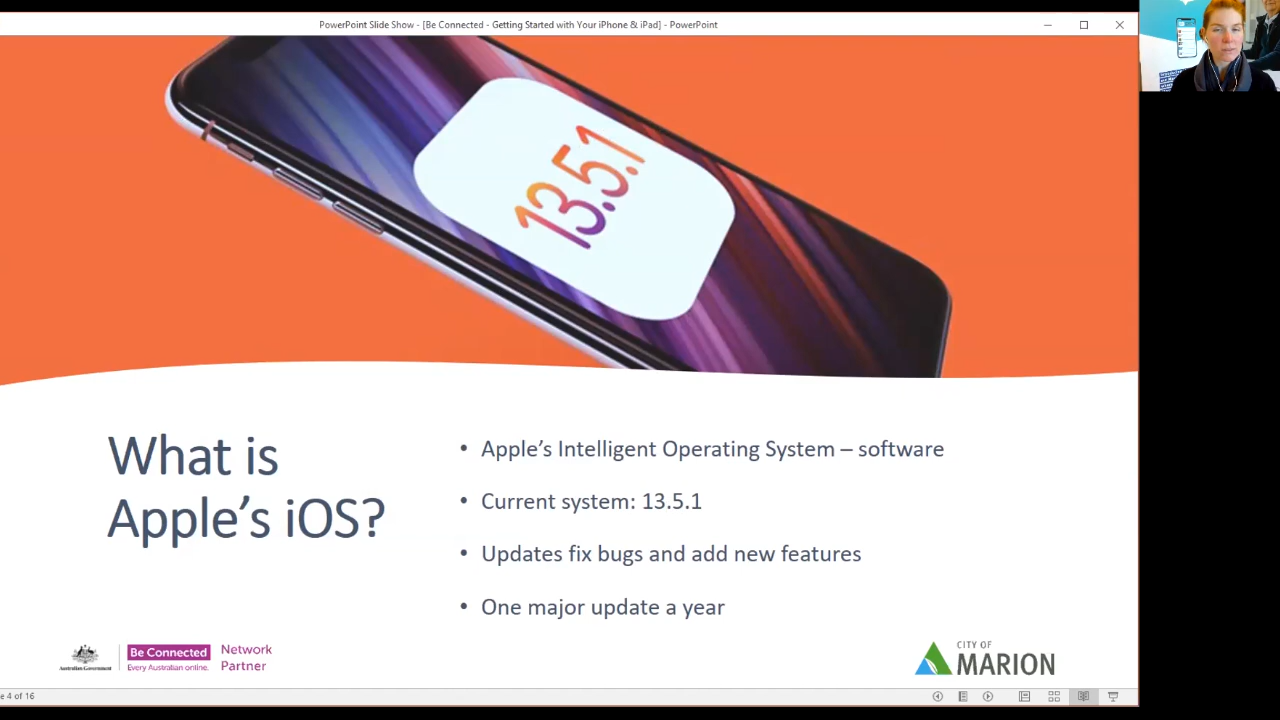 PowerPoint Slide Show - [Be Connected - Getting Started with Your iPhone & iPad] - PowerPoint
13.5.1
What is
Apple's iOS?
• Apple's Intelligent Operating System – software
• Current system: 13.5.1
• Updates fix bugs and add new features
• One major update a year
Australian Government
Be Connected
Every Australian online.
Network
Partner
CITY OF
MARION
e 4 of 16